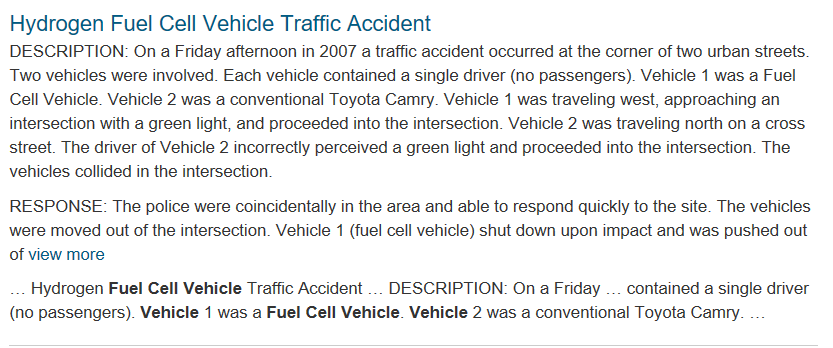 Hydrogen Fuel Cell Vehicle Traffic Accident
DESCRIPTION: On a Friday afternoon in 2007 a traffic accident occurred at the corner of two urban streets.
Two vehicles were involved. Each vehicle contained a single driver (no passengers). Vehicle 1 was a Fuel
Cell Vehicle. Vehicle 2 was a conventional Toyota Camry. Vehicle 1 was traveling west, approaching an
intersection with a green light, and proceeded into the intersection. Vehicle 2 was traveling north on a cross
street. The driver of Vehicle 2 incorrectly perceived a green light and proceeded into the intersection. The
vehicles collided in the intersection.
RESPONSE: The police were coincidentally in the area and able to respond quickly to the site. The vehicles
were moved out of the intersection. Vehicle 1 (fuel cell vehicle) shut down upon impact and was pushed out
of view more
… Hydrogen Fuel Cell Vehicle Traffic Accident … DESCRIPTION: On a Friday … contained a single driver
(no passengers). Vehicle 1 was a Fuel Cell Vehicle. Vehicle 2 was a conventional Toyota Camry. …